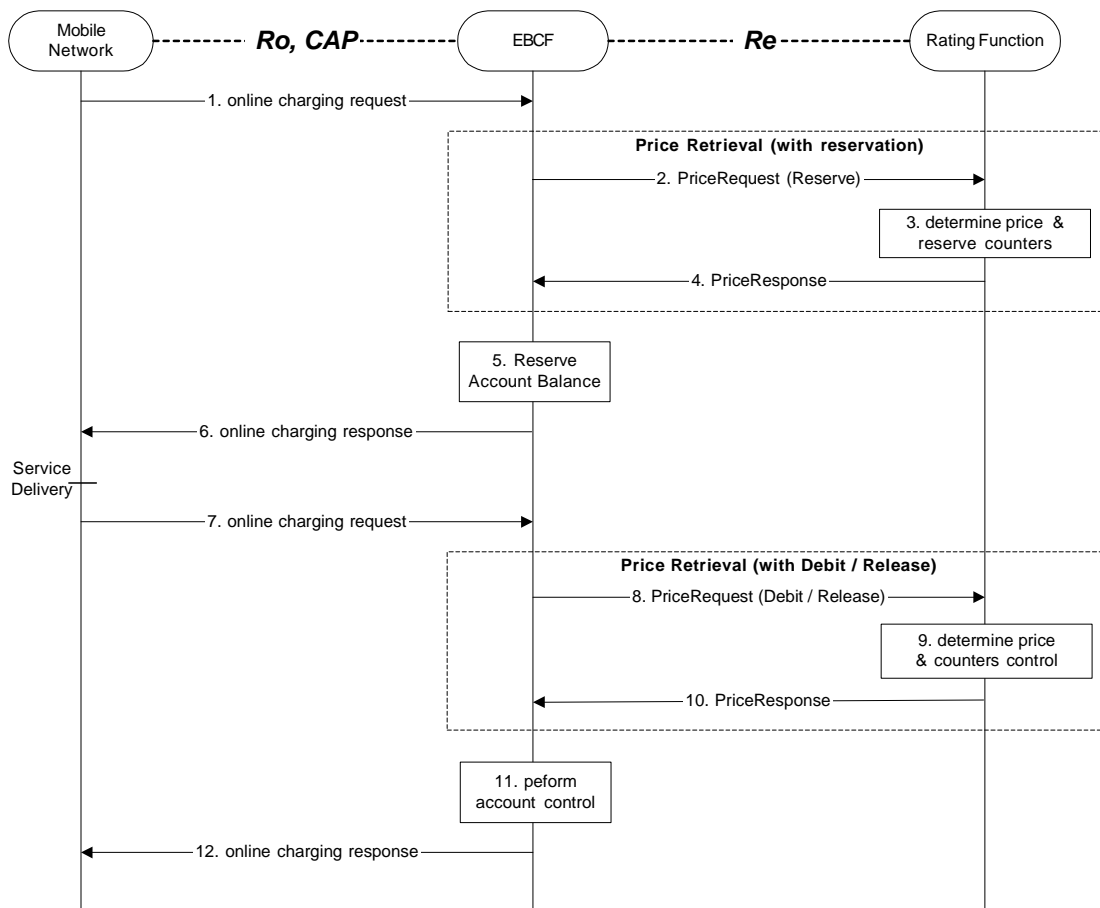 Mobile
Network
Ro, CAP
EBCF
Re
Rating Function
1. online charging request
Price Retrieval (with reservation)
2. PriceRequest (Reserve)
3. determine price &
reserve counters
4. PriceResponse
5. Reserve
Account Balance
6. online charging response
Service
Delivery
7. online charging request
Price Retrieval (with Debit / Release)
8. PriceRequest (Debit / Release)
9. determine price
& counters control
10. PriceResponse
11. peform
account control
12. online charging response